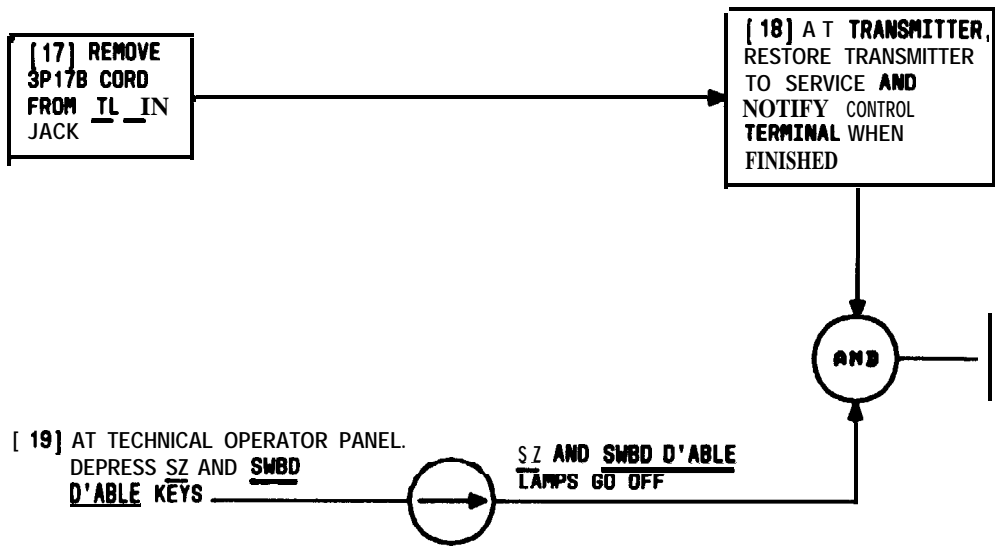 [17] REMOVE
3P17B CORD
FROM TL_IN
JACK
[18] AT TRANSMITTER,
RESTORE TRANSMITTER
TO SERVICE AND
NOTIFY CONTROL
TERMINAL WHEN
FINISHED
AND
[19] AT TECHNICAL OPERATOR PANEL.
DEPRESS SZ AND SWBD
D'ABLE KEYS
SZ AND SWBD D'ABLE
LAMPS GO OFF